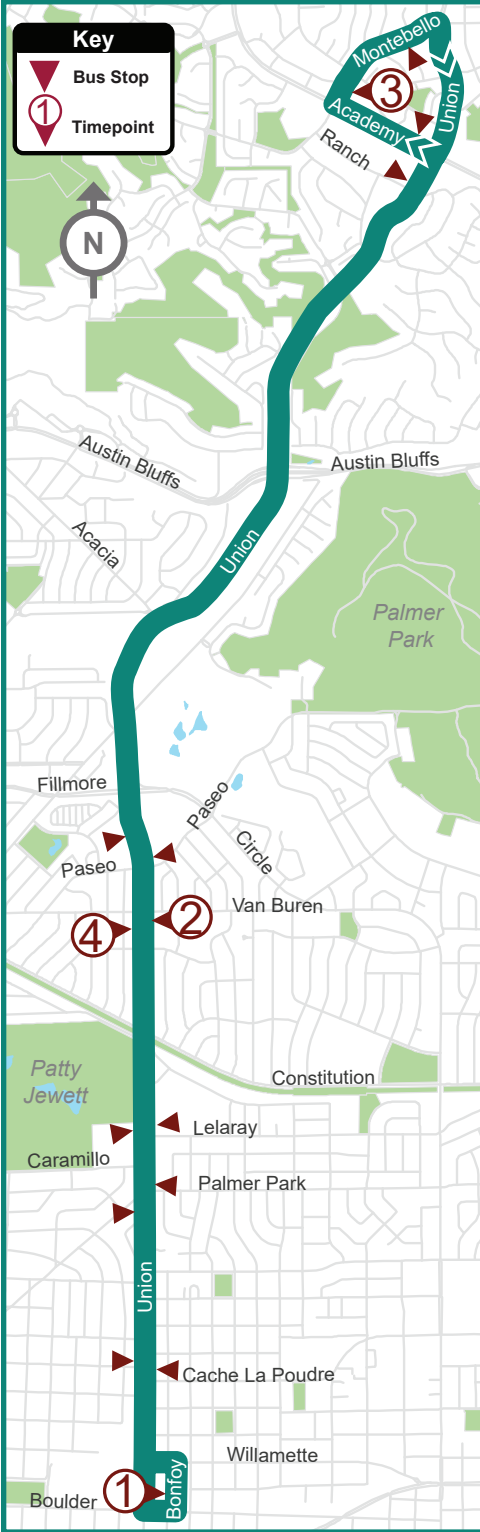 Key
Bus Stop
1
Timepoint
N
Montebello
3
Union
Academy
Ranch
Austin Bluffs
Austin Bluffs
Acacia
Union
Palmer
Park
Fillmore
Paseo
Circle
Paseo
Van Buren
2
4
Patty
Jewett
Constitution
Lelaray
Caramillo
Palmer Park
Union
Cache La Poudre
Willamette
Bonfoy
1
Boulder